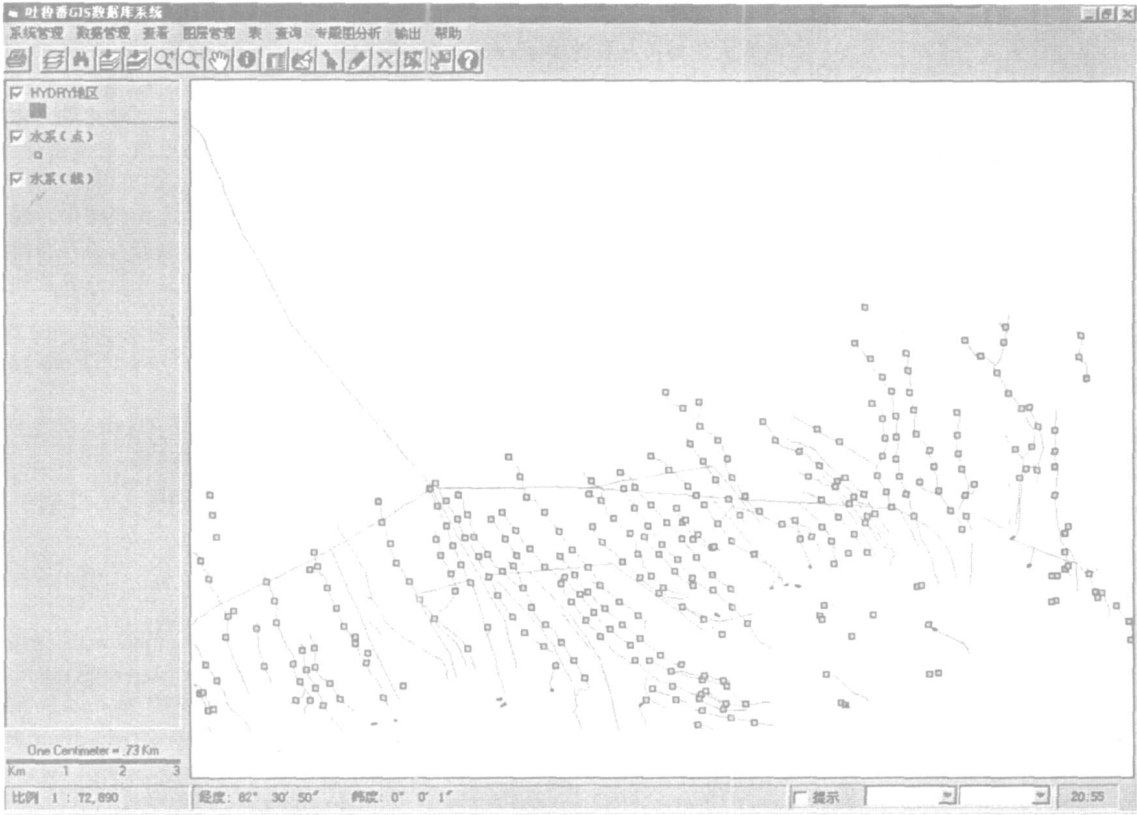 吐鲁番GIS数据库系统
系统管理 数据管理 查看 图层管理 表 查询 专题图分析 输出 帮助
HYDRY地区
水系(点)
水系(线)
One Centimeter = .73 Km
Km 1 2 3
比例 1 : 72,890 经度: 82° 30′ 50″ 纬度: 0° 0′ 1″ 提示 20:55